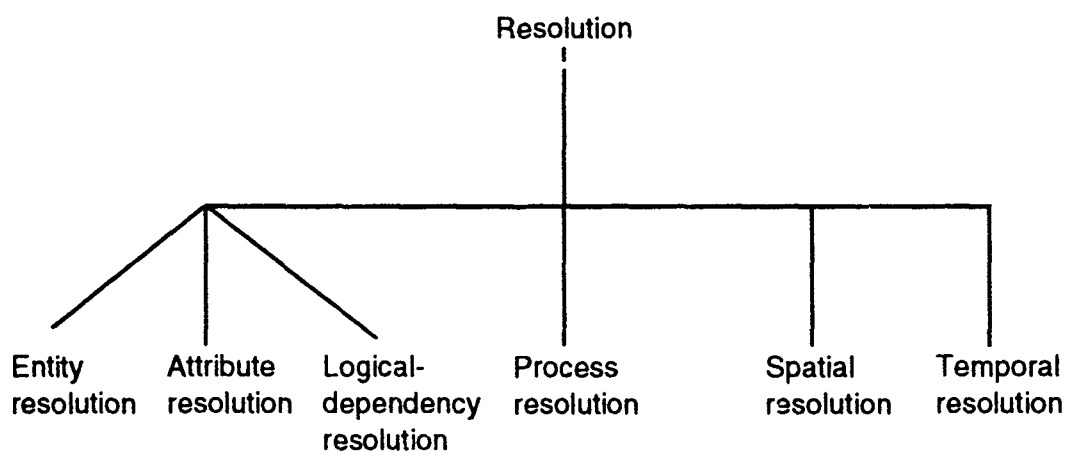 Resolution
Entity
resolution
Attribute
resolution
Logical-
dependency
resolution
Process
resolution
Spatial
resolution
Temporal
resolution